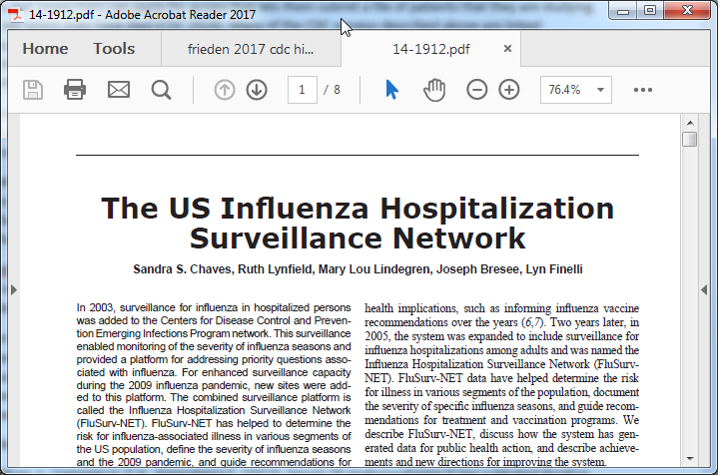 14-1912.pdf - Adobe Acrobat Reader 2017
Home Tools frieden 2017 cdc hi... 14-1912.pdf ×
1 / 8 76.4%
The US Influenza Hospitalization
Surveillance Network
Sandra S. Chaves, Ruth Lynfield, Mary Lou Lindegren, Joseph Bresee, Lyn Finelli
In 2003, surveillance for influenza in hospitalized persons
was added to the Centers for Disease Control and Preven-
tion Emerging Infections Program network. This surveillance
enabled monitoring of the severity of influenza seasons and
provided a platform for addressing priority questions asso-
ciated with influenza. For enhanced surveillance capacity
during the 2009 influenza pandemic, new sites were add-
ed to this platform. The combined surveillance platform is
called the Influenza Hospitalization Surveillance Network
(FluSurv-NET). FluSurv-NET has helped to determine the
risk for influenza-associated illness in various segments of
the US population, define the severity of influenza seasons
and the 2009 pandemic, and guide recommendations for
health implications, such as informing influenza vaccine
recommendations over the years (6,7). Two years later, in
2005, the system was expanded to include surveillance for
influenza hospitalizations among adults and was named the
Influenza Hospitalization Surveillance Network (FluSurv-
NET). FluSurv-NET data have helped determine the risk
for illness in various segments of the population, document
the severity of specific influenza seasons, and guide recom-
mendations for treatment and vaccination programs. We
describe FluSurv-NET, discuss how the system has gen-
erated data for public health action, and describe achieve-
ments and new directions for improving the system.